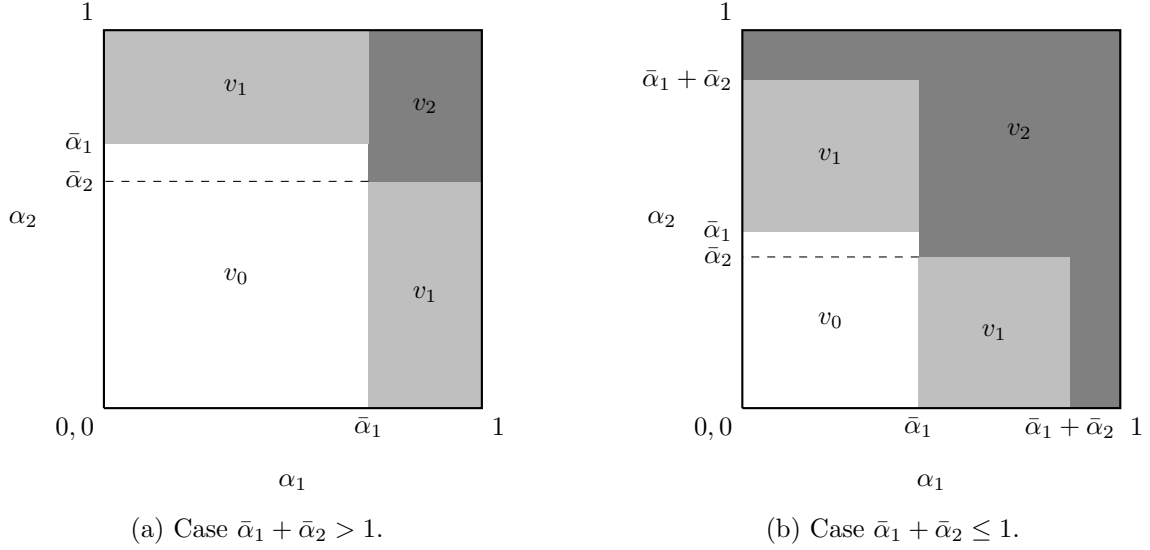 1
v₁
v₂
ᾱ₁
ᾱ₂
α₂
v₀
v₁
0, 0
ᾱ₁
1
α₁
(a) Case ᾱ₁ + ᾱ₂ > 1.
1
ᾱ₁ + ᾱ₂
v₂
v₁
α₂
ᾱ₁
ᾱ₂
v₀
v₁
0, 0
ᾱ₁
ᾱ₁ + ᾱ₂
1
α₁
(b) Case ᾱ₁ + ᾱ₂ ≤ 1.